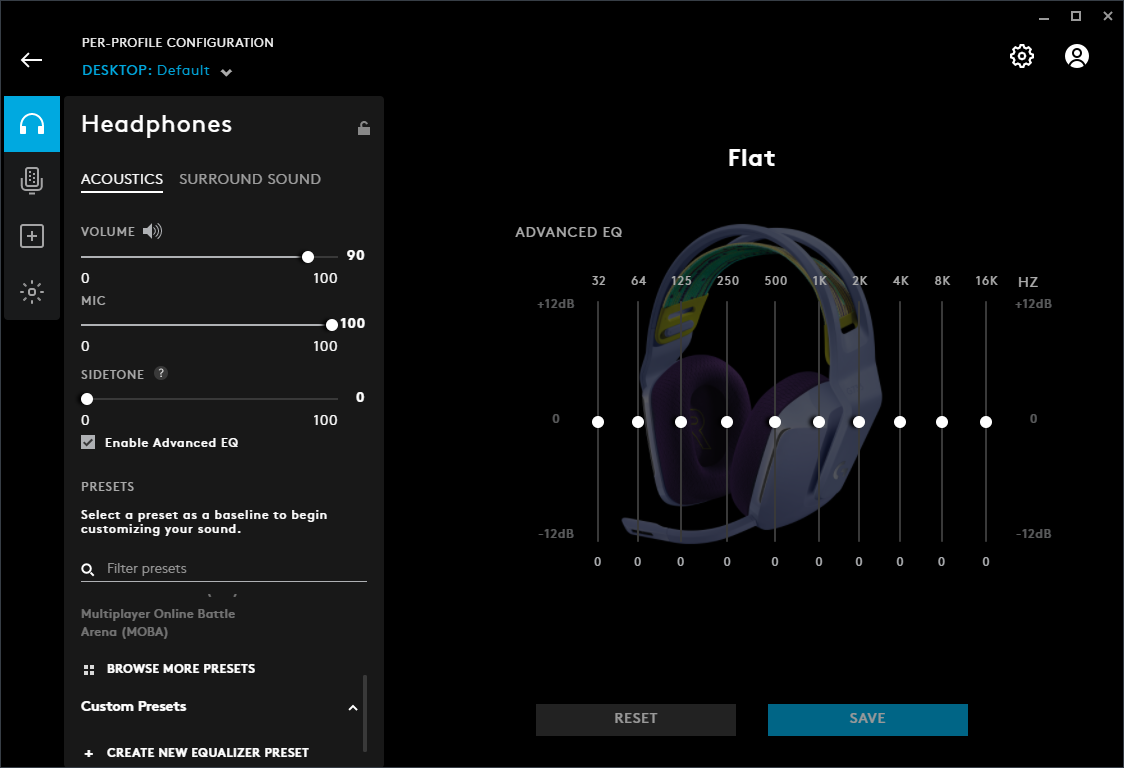 PER-PROFILE CONFIGURATION
DESKTOP: Default
Headphones
ACOUSTICS SURROUND SOUND
VOLUME
90
0 100
MIC
100
0 100
SIDETONE ?
0
0 100
Enable Advanced EQ
PRESETS
Select a preset as a baseline to begin
customizing your sound.
Filter presets
Multiplayer Online Battle
Arena (MOBA)
BROWSE MORE PRESETS
Custom Presets
+ CREATE NEW EQUALIZER PRESET
Flat
ADVANCED EQ
32 64 125 250 500 1K 2K 4K 8K 16K HZ
+12dB +12dB
0 0
-12dB -12dB
0 0 0 0 0 0 0 0 0 0
RESET SAVE